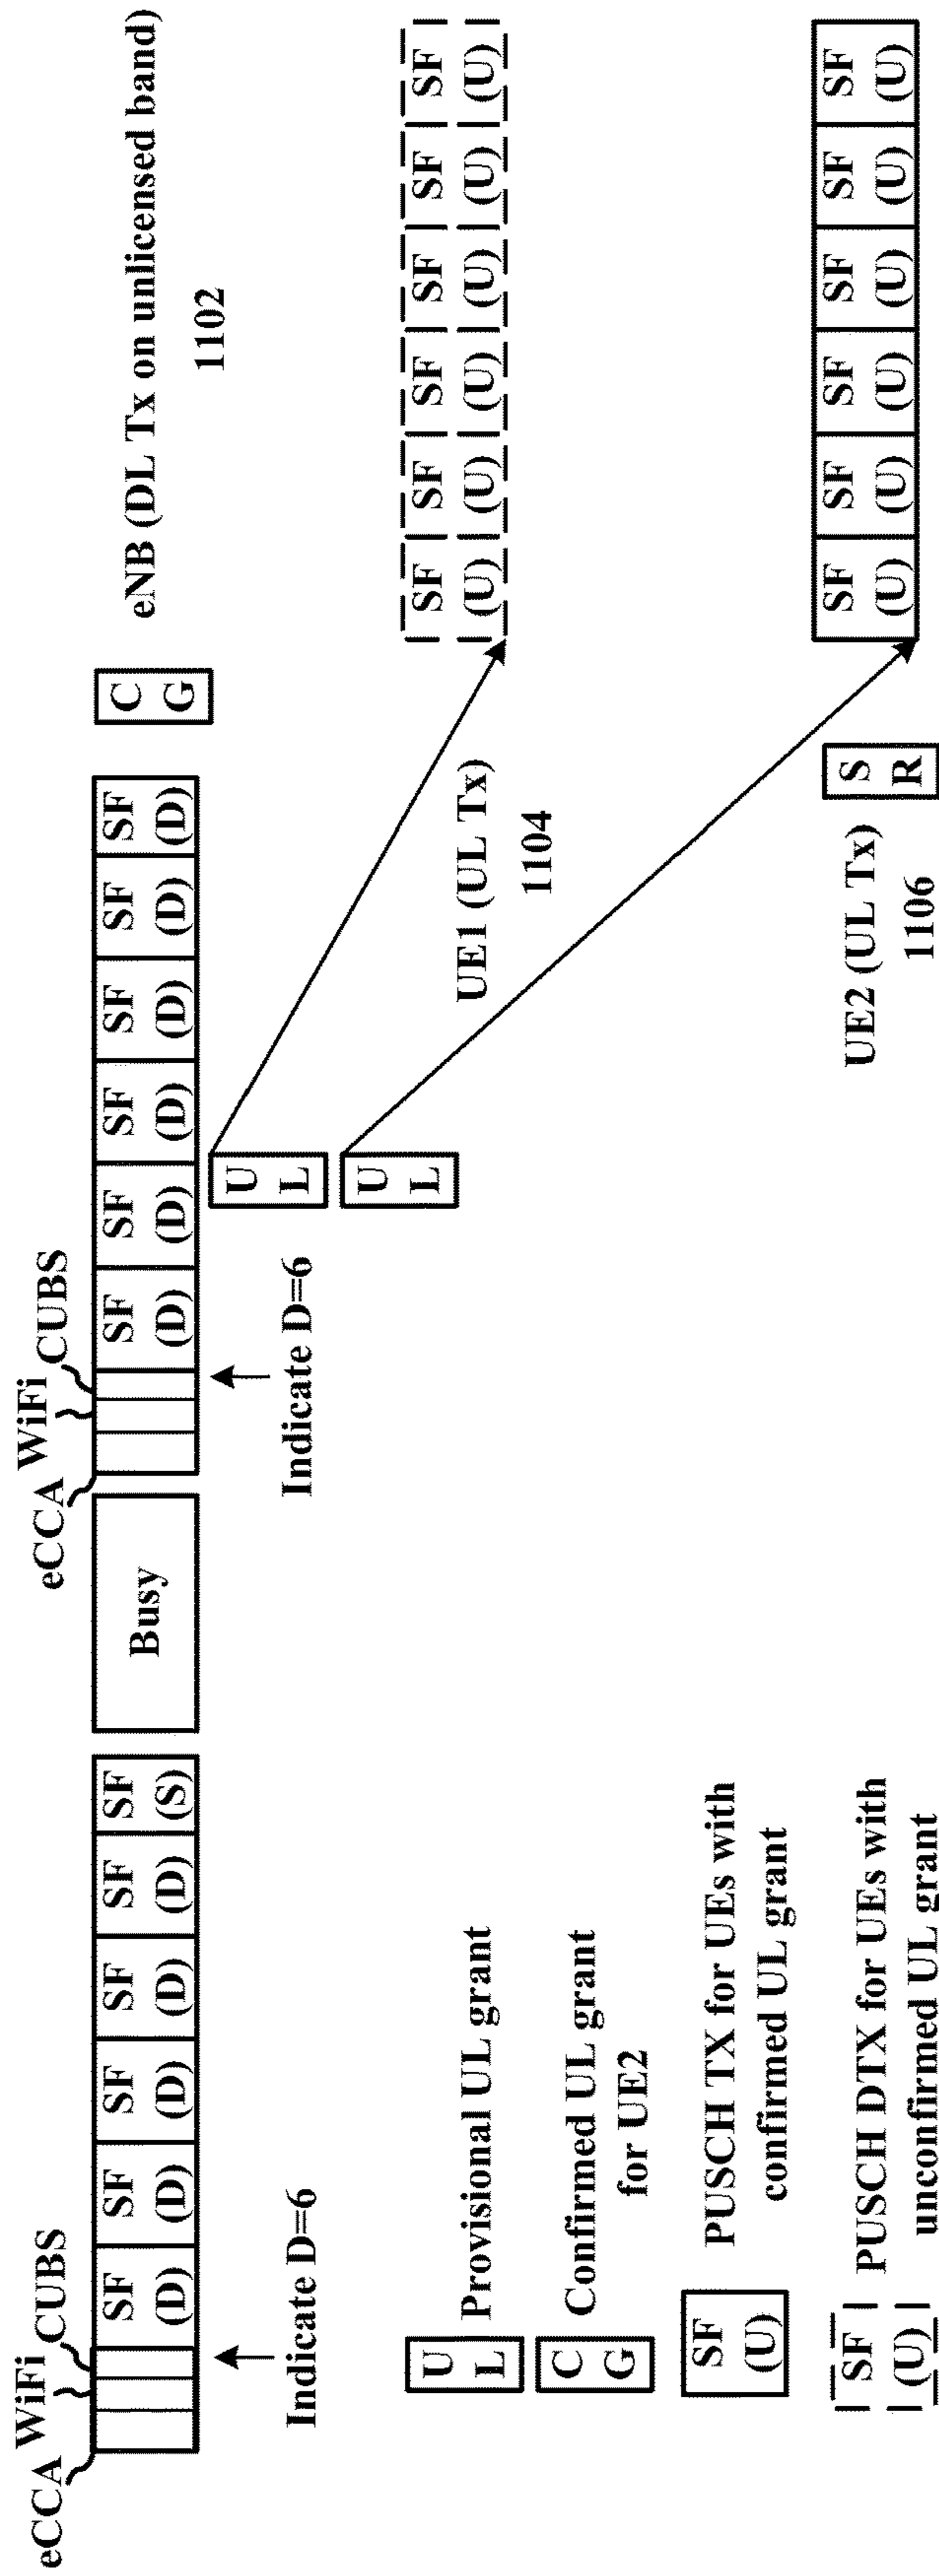 eCCA WiFi CUBS
eCCA WiFi CUBS
SF SF SF SF SF SF
(D) (D) (D) (D) (D) (S)
Busy
SF SF SF SF SF SF
(D) (D) (D) (D) (D) (D)
C
G
eNB (DL Tx on unlicensed band)
1102
Indicate D=6
Indicate D=6
U
L
U
L
UE1 (UL Tx)
1104
SF SF SF SF SF SF
(U) (U) (U) (U) (U) (U)
UE2 (UL Tx)
1106
S
R
SF SF SF SF SF SF
(U) (U) (U) (U) (U) (U)
U
L
Provisional UL grant
C
G
Confirmed UL grant
for UE2
SF
(U)
PUSCH TX for UEs with
confirmed UL grant
SF
(U)
PUSCH DTX for UEs with
unconfirmed UL grant